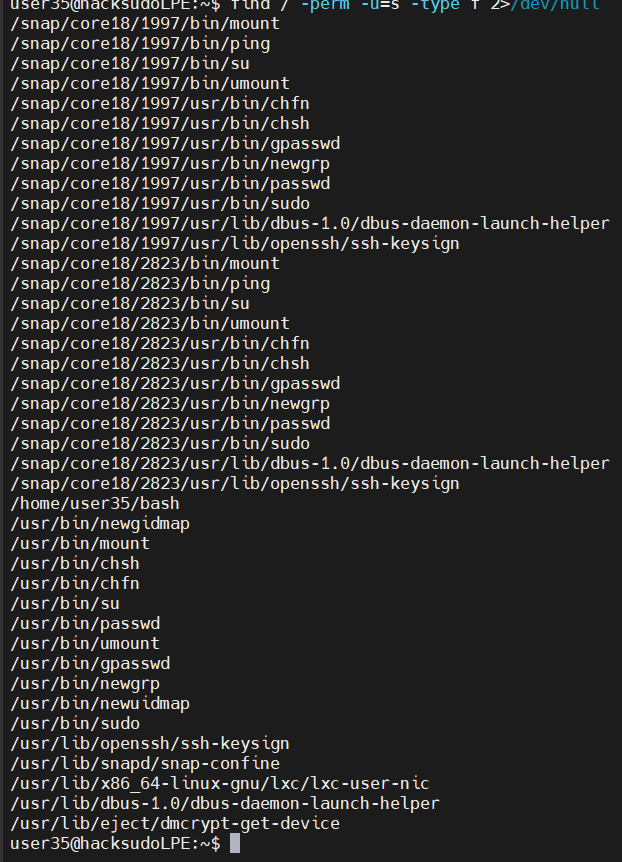 user35@hacksudoLPE:~$ find / -perm -u=s -type f 2>/dev/null
/snap/core18/1997/bin/mount
/snap/core18/1997/bin/ping
/snap/core18/1997/bin/su
/snap/core18/1997/bin/umount
/snap/core18/1997/usr/bin/chfn
/snap/core18/1997/usr/bin/chsh
/snap/core18/1997/usr/bin/gpasswd
/snap/core18/1997/usr/bin/newgrp
/snap/core18/1997/usr/bin/passwd
/snap/core18/1997/usr/bin/sudo
/snap/core18/1997/usr/lib/dbus-1.0/dbus-daemon-launch-helper
/snap/core18/1997/usr/lib/openssh/ssh-keysign
/snap/core18/2823/bin/mount
/snap/core18/2823/bin/ping
/snap/core18/2823/bin/su
/snap/core18/2823/bin/umount
/snap/core18/2823/usr/bin/chfn
/snap/core18/2823/usr/bin/chsh
/snap/core18/2823/usr/bin/gpasswd
/snap/core18/2823/usr/bin/newgrp
/snap/core18/2823/usr/bin/passwd
/snap/core18/2823/usr/bin/sudo
/snap/core18/2823/usr/lib/dbus-1.0/dbus-daemon-launch-helper
/snap/core18/2823/usr/lib/openssh/ssh-keysign
/home/user35/bash
/usr/bin/newgidmap
/usr/bin/mount
/usr/bin/chsh
/usr/bin/chfn
/usr/bin/su
/usr/bin/passwd
/usr/bin/umount
/usr/bin/gpasswd
/usr/bin/newgrp
/usr/bin/newuidmap
/usr/bin/sudo
/usr/lib/openssh/ssh-keysign
/usr/lib/snapd/snap-confine
/usr/lib/x86_64-linux-gnu/lxc/lxc-user-nic
/usr/lib/dbus-1.0/dbus-daemon-launch-helper
/usr/lib/eject/dmcrypt-get-device
user35@hacksudoLPE:~$